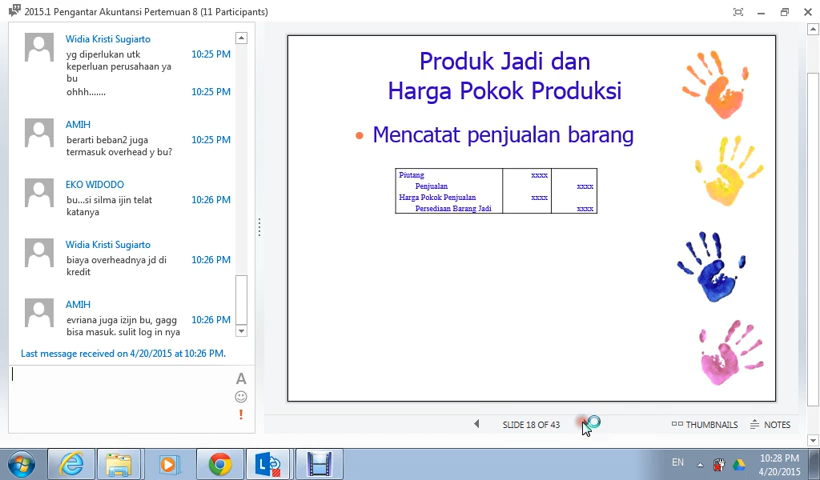 2015.1 Pengantar Akuntansi Pertemuan 8 (11 Participants)
Widia Kristi Sugiarto
yg diperlukan utk 10:25 PM
keperluan perusahaan ya
bu
ohhh....... 10:25 PM
AMIH
berarti beban2 juga 10:25 PM
termasuk overhead y bu?
EKO WIDODO
bu...si silma ijin telat 10:26 PM
katanya
Widia Kristi Sugiarto
biaya overheadnya jd di 10:26 PM
kredit
AMIH
evriana juga izijn bu, gagg 10:26 PM
bisa masuk. sulit log in nya
Last message received on 4/20/2015 at 10:26 PM.
A
Produk Jadi dan
Harga Pokok Produksi
• Mencatat penjualan barang
Piutang xxxx
Penjualan xxxx
Harga Pokok Penjualan xxxx
Persediaan Barang Jadi xxxx
SLIDE 18 OF 43
THUMBNAILS
NOTES
EN
10:28 PM
4/20/2015